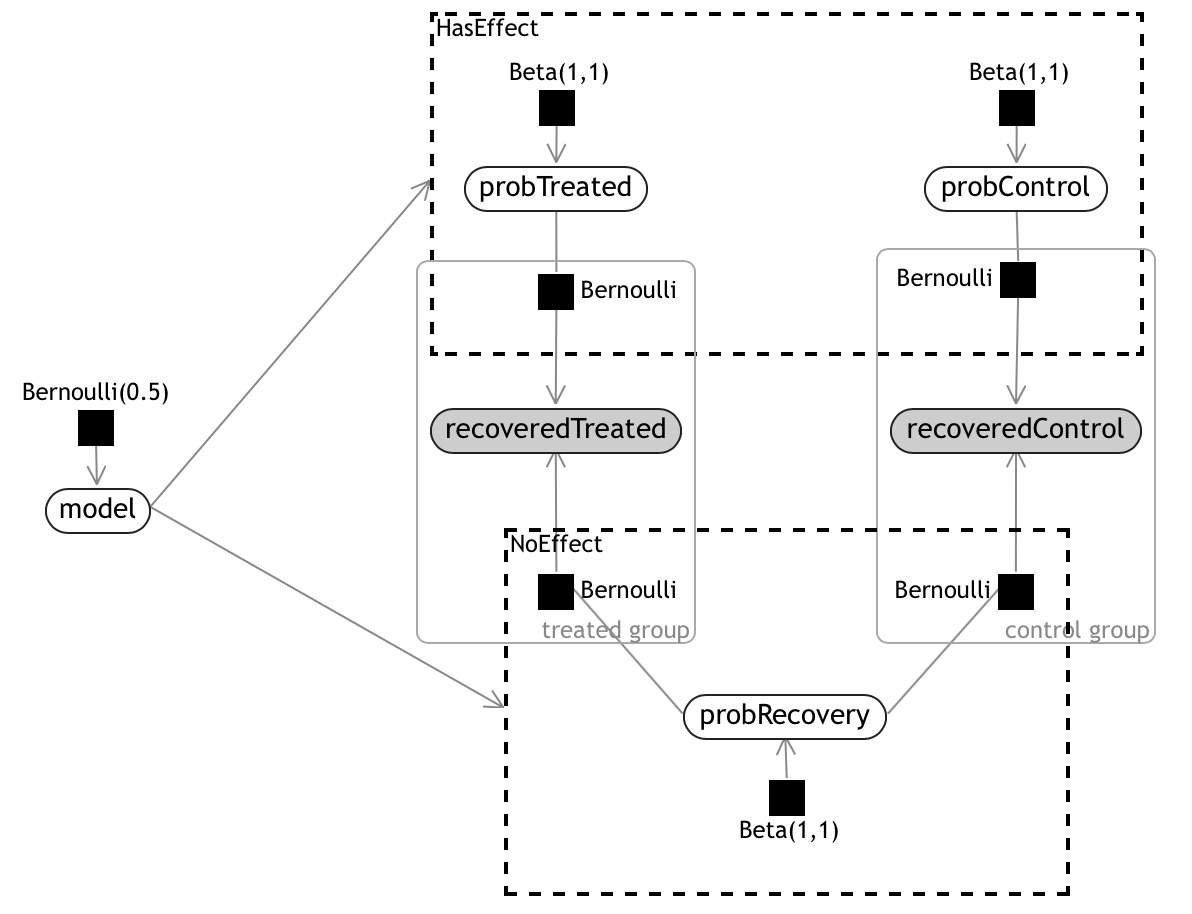 HasEffect
Beta(1,1)
Beta(1,1)
probTreated
probControl
Bernoulli
Bernoulli
Bernoulli(0.5)
recoveredTreated
recoveredControl
model
NoEffect
Bernoulli
Bernoulli
treated group
control group
probRecovery
Beta(1,1)